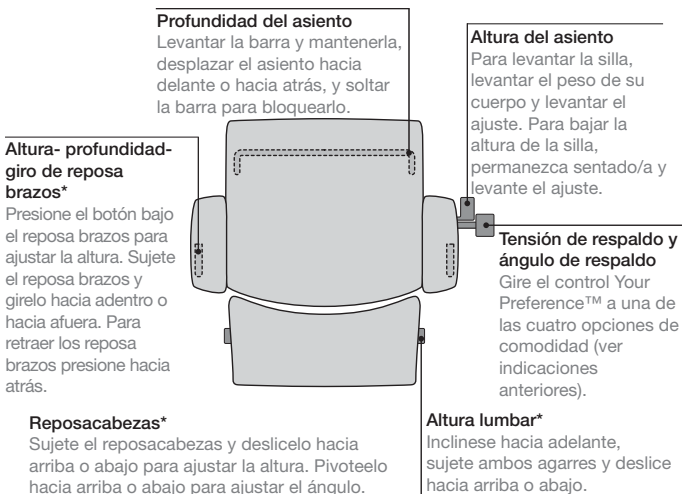 Profundidad del asiento
Levantar la barra y mantenerla,
desplazar el asiento hacia
delante o hacia atrás, y soltar
la barra para bloquearlo.
Altura del asiento
Para levantar la silla,
levantar el peso de su
cuerpo y levantar el
ajuste. Para bajar la
altura de la silla,
permanezca sentado/a y
levante el ajuste.
Altura- profundidad-
giro de reposa
brazos*
Presione el botón bajo
el reposa brazos para
ajustar la altura. Sujete
el reposa brazos y
girelo hacia adentro o
hacia afuera. Para
retraer los reposa
brazos presione hacia
atrás.
Tensión de respaldo y
ángulo de respaldo
Gire el control Your
Preference™ a una de
las cuatro opciones de
comodidad (ver
indicaciones
anteriores).
Reposacabezas*
Sujete el reposacabezas y deslicelo hacia
arriba o abajo para ajustar la altura. Pivoteelo
hacia arriba o abajo para ajustar el ángulo.
Altura lumbar*
Inclinese hacia adelante,
sujete ambos agarres y deslice
hacia arriba o abajo.